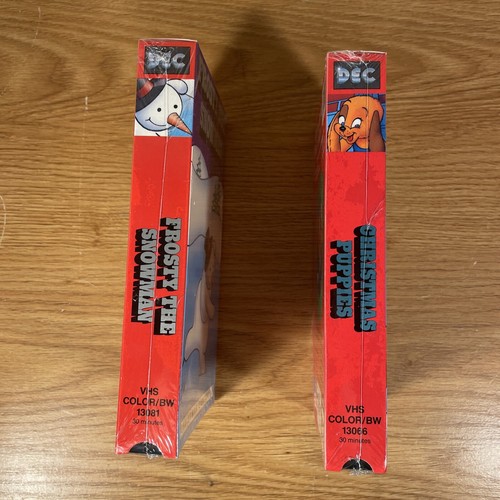 DEC
FROSTY THE
SNOWMAN
VHS
COLOR/BW
13081
30 minutes
DEC
CHRISTMAS
PUPPIES
VHS
COLOR/BW
13066
30 minutes